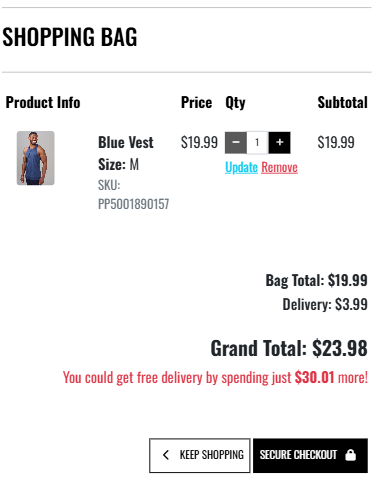 SHOPPING BAG
Product Info Price Qty Subtotal
Blue Vest $19.99 − 1 + $19.99
Size: M Update Remove
SKU:
PP5001890157
Bag Total: $19.99
Delivery: $3.99
Grand Total: $23.98
You could get free delivery by spending just $30.01 more!
KEEP SHOPPING SECURE CHECKOUT